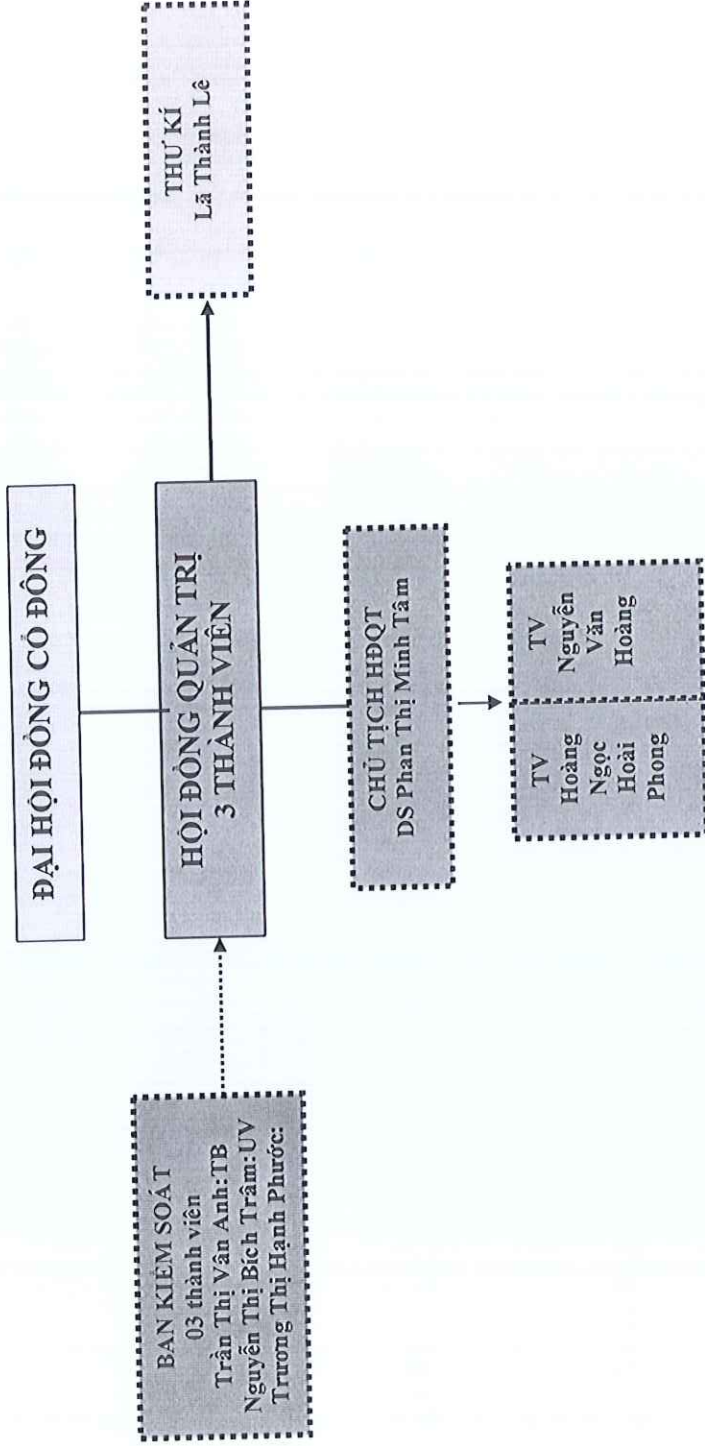 ĐẠI HỘI ĐỒNG CỔ ĐÔNG
HỘI ĐỒNG QUẢN TRỊ
3 THÀNH VIÊN
THƯ KÍ
Lã Thành Lê
BAN KIỂM SOÁT
03 thành viên
Trần Thị Vân Anh:TB
Nguyễn Thị Bích Trâm:UV
Trương Thị Hạnh Phước:
CHỦ TỊCH HĐQT
DS Phan Thị Minh Tâm
TV
Hoàng
Ngọc
Hoài
Phong
TV
Nguyễn
Văn
Hoàng